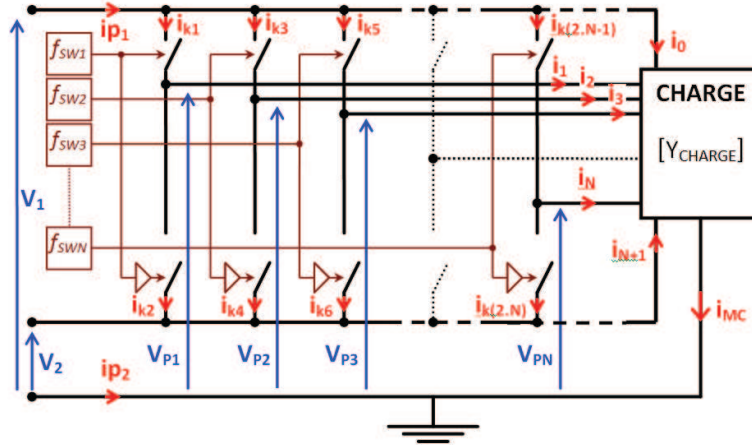 ip1 ik1 ik3 ik5 ik(2.N-1) i0
fSW1
i1 i2
fSW2
i3
CHARGE
fSW3
[YCHARGE]
V1
iN
fSWN
iN+1
ik2 ik4 ik6 ik(2.N)
iMC
V2 VP1 VP2 VP3 VPN
ip2